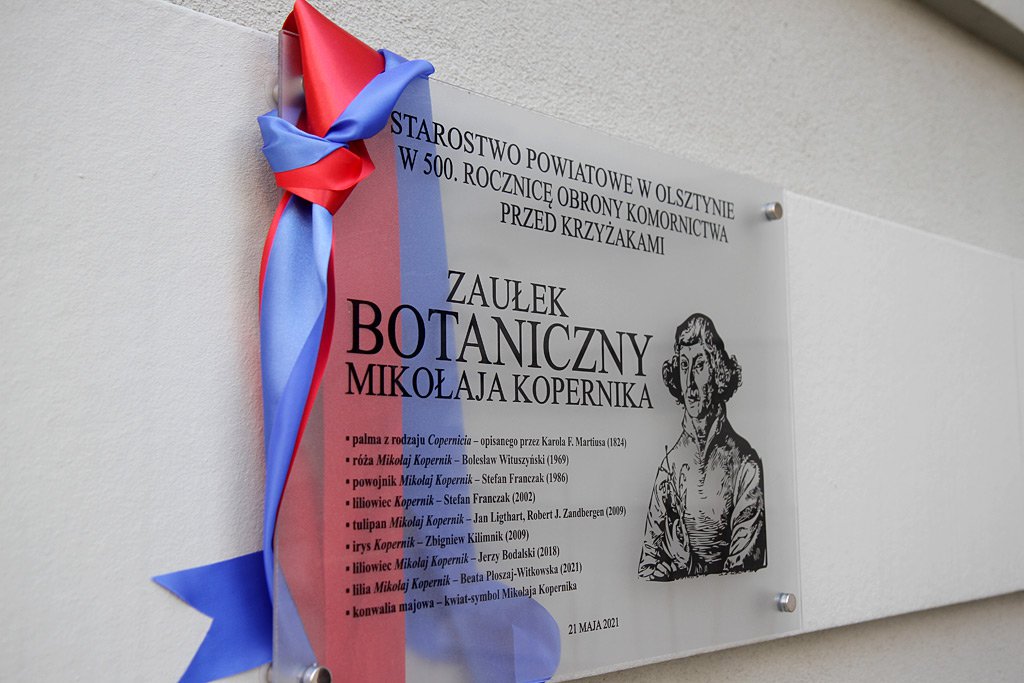 STAROSTWO POWIATOWE W OLSZTYNIE
W 500. ROCZNICĘ OBRONY KOMORNICTWA
PRZED KRZYŻAKAMI
ZAUŁEK
BOTANICZNY
MIKOŁAJA KOPERNIKA
▪ palma z rodzaju Copernicia – opisanego przez Karola F. Martiusa (1824)
▪ róża Mikołaj Kopernik – Bolesław Wituszyński (1969)
▪ powojnik Mikołaj Kopernik – Stefan Franczak (1986)
▪ liliowiec Kopernik – Stefan Franczak (2002)
▪ tulipan Mikołaj Kopernik – Jan Ligthart, Robert J. Zandbergen (2009)
▪ irys Kopernik – Zbigniew Kilimnik (2009)
▪ liliowiec Mikołaj Kopernik – Jerzy Bodalski (2018)
▪ lilia Mikołaj Kopernik – Beata Płoszaj-Witkowska (2021)
▪ konwalia majowa – kwiat-symbol Mikołaja Kopernika
21 MAJA 2021